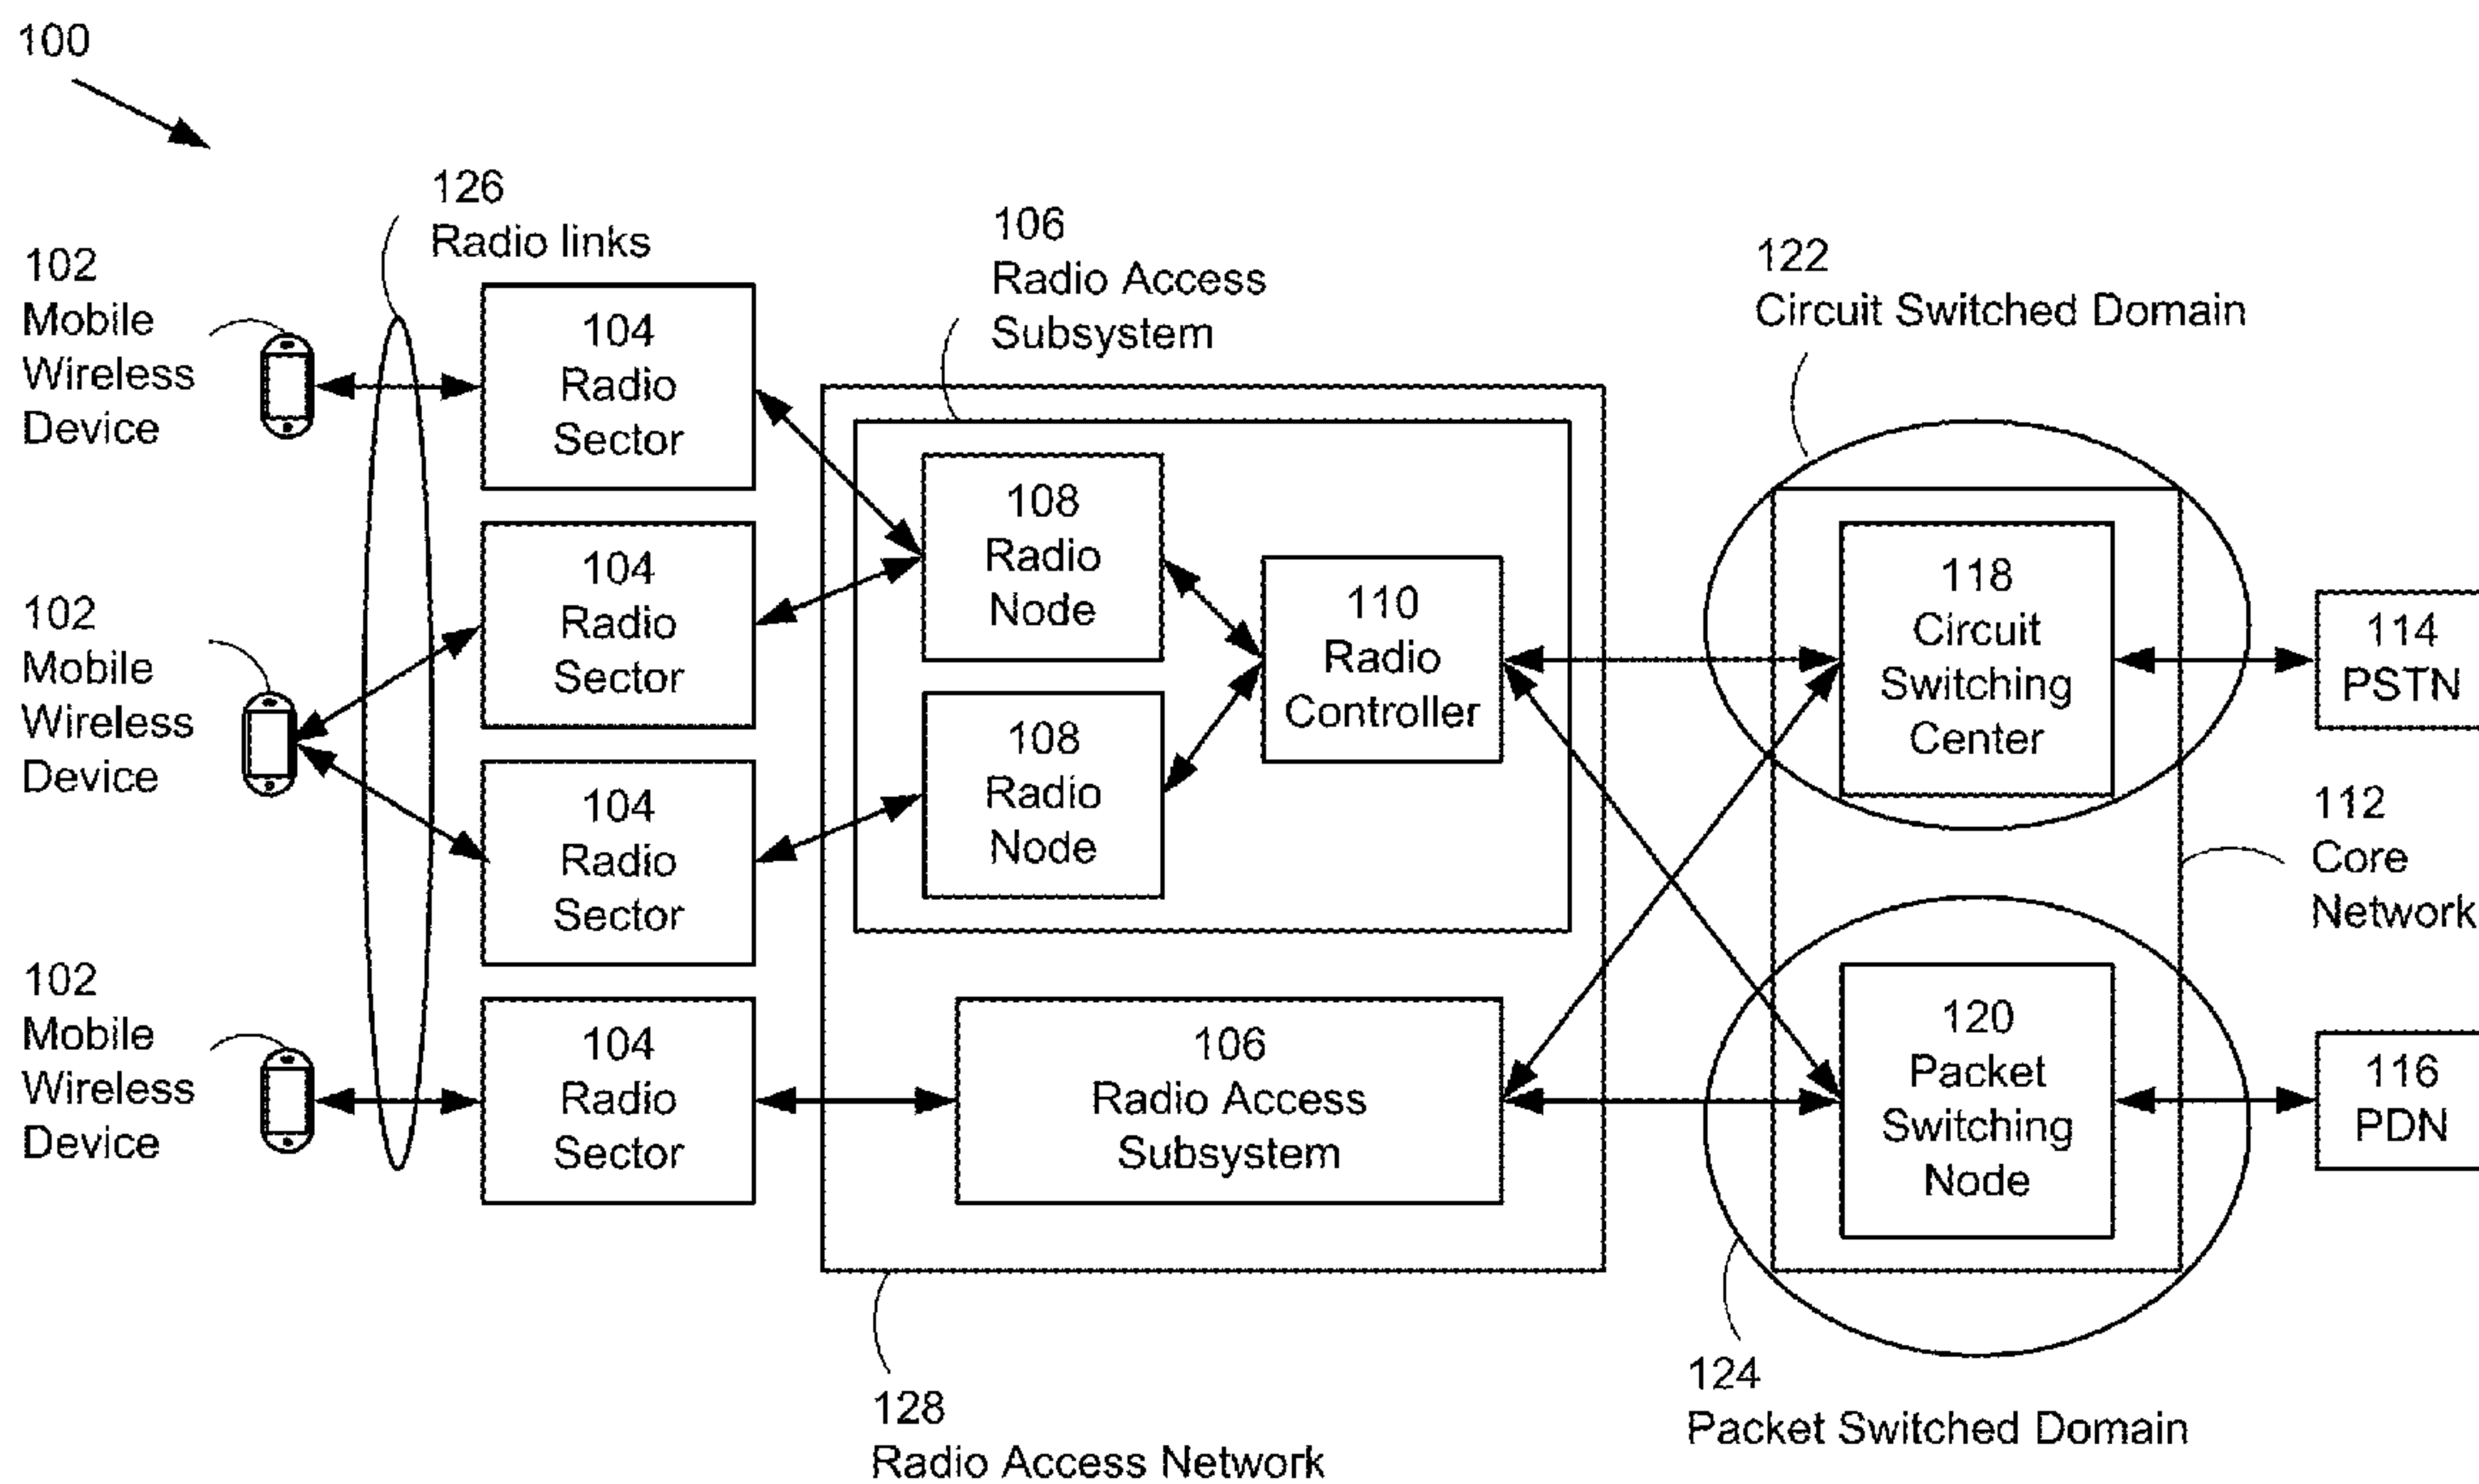 100
126
Radio links
102
Mobile
Wireless
Device
104
Radio
Sector
106
Radio Access
Subsystem
122
Circuit Switched Domain
108
Radio
Node
110
Radio
Controller
118
Circuit
Switching
Center
114
PSTN
102
Mobile
Wireless
Device
104
Radio
Sector
104
Radio
Sector
108
Radio
Node
112
Core
Network
102
Mobile
Wireless
Device
104
Radio
Sector
106
Radio Access
Subsystem
120
Packet
Switching
Node
116
PDN
128
Radio Access Network
124
Packet Switched Domain